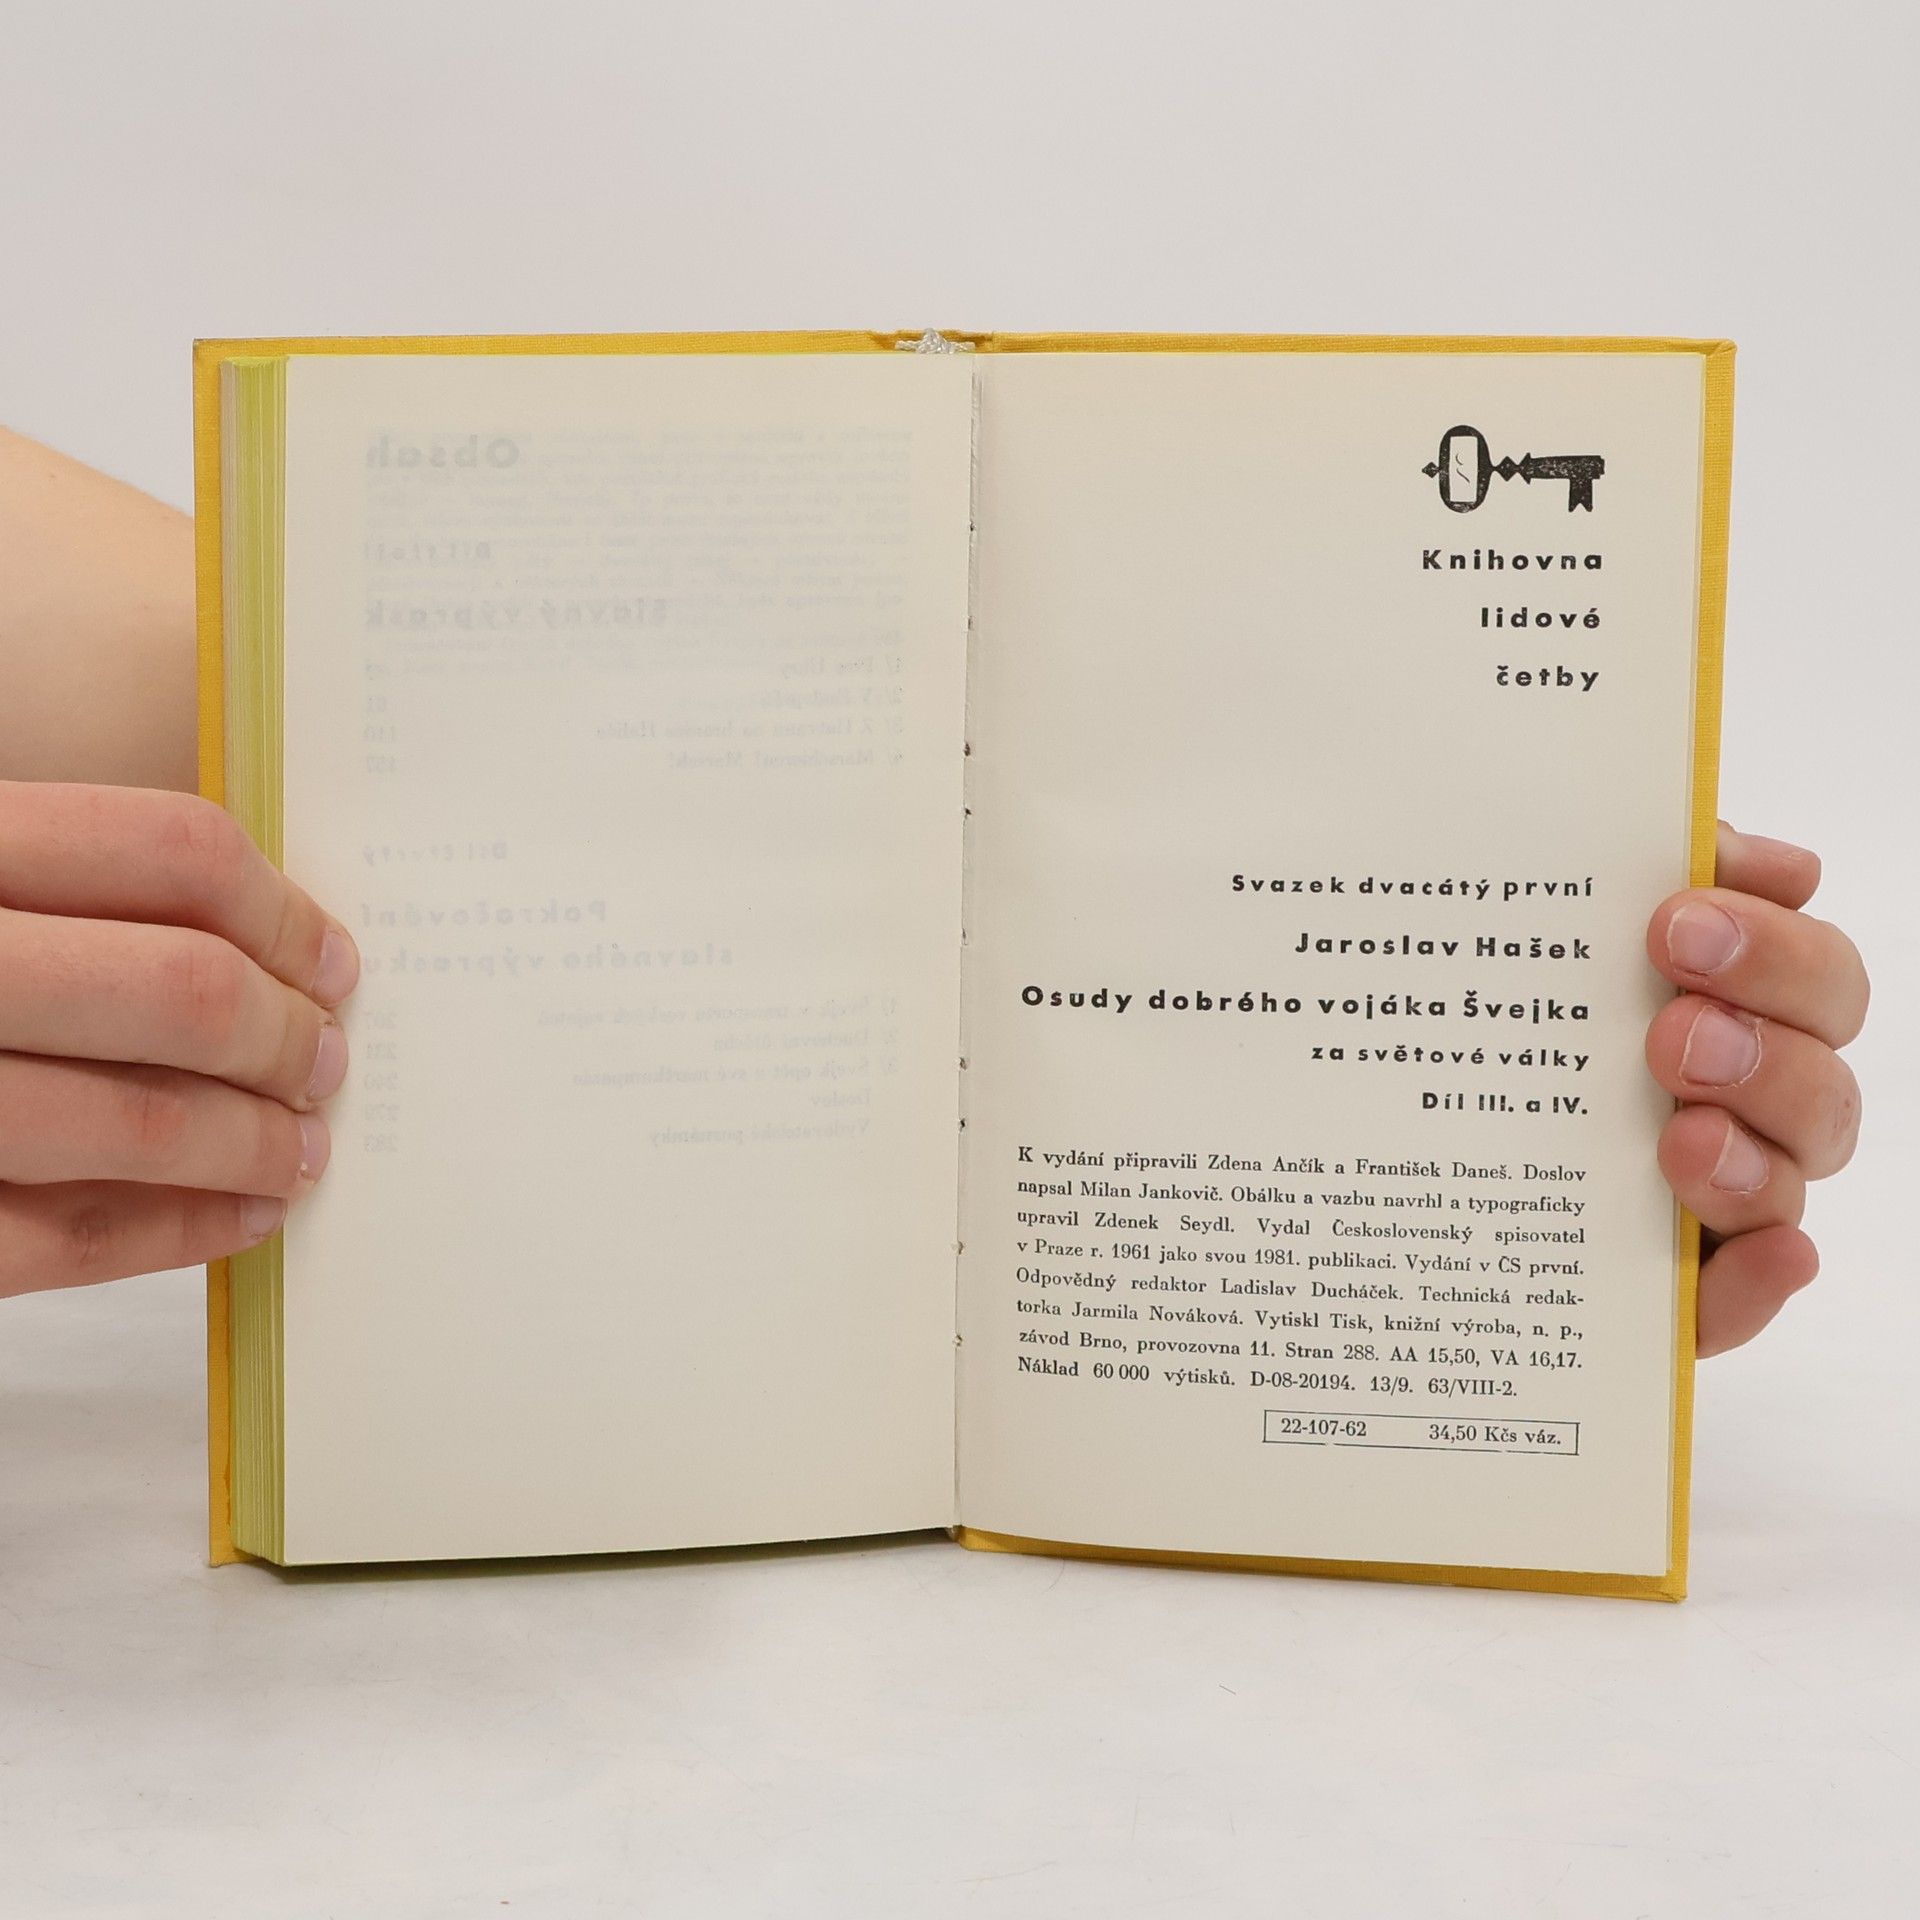 Knihovna
lidové
četby
Svazek dvacátý první
Jaroslav Hašek
Osudy dobrého vojáka Švejka
za světové války
Díl III. a IV.
K vydání připravili Zdena Ančík a František Daneš. Doslov
napsal Milan Jankovič. Obálku a vazbu navrhl a typograficky
upravil Zdenek Seydl. Vydal Československý spisovatel
v Praze r. 1961 jako svou 1981. publikaci. Vydání v ČS první.
Odpovědný redaktor Ladislav Ducháček. Technická redak-
torka Jarmila Nováková. Vytiskl Tisk, knižní výroba, n. p.,
závod Brno, provozovna 11. Stran 288. AA 15,50, VA 16,17.
Náklad 60 000 výtisků. D-08-20194. 13/9. 63/VIII-2.
22-107-62 34,50 Kčs váz.